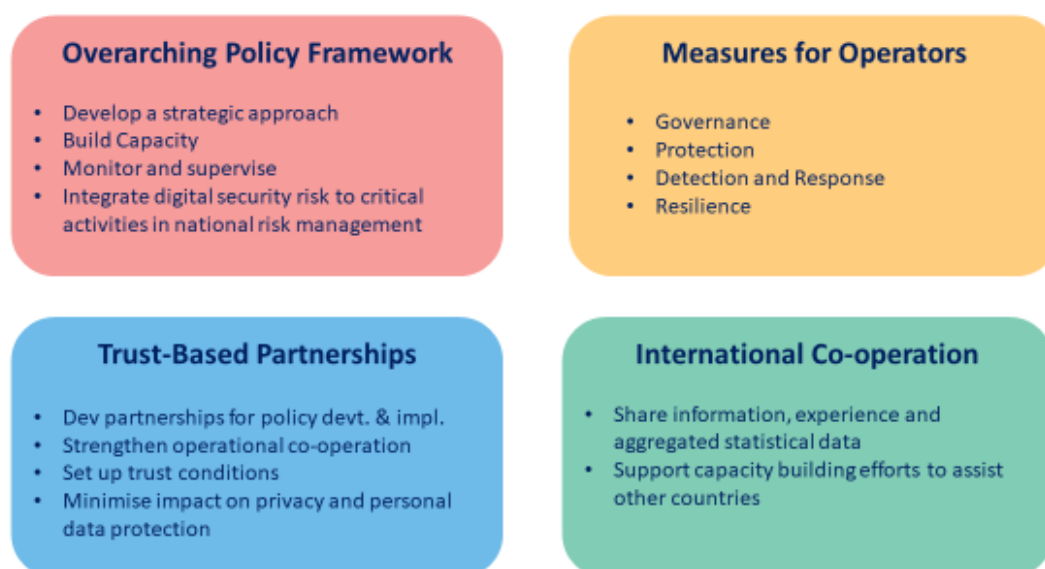 Overarching Policy Framework
• Develop a strategic approach
• Build Capacity
• Monitor and supervise
• Integrate digital security risk to critical
activities in national risk management
Measures for Operators
• Governance
• Protection
• Detection and Response
• Resilience
Trust-Based Partnerships
• Dev partnerships for policy devt. & impl.
• Strengthen operational co-operation
• Set up trust conditions
• Minimise impact on privacy and personal
data protection
International Co-operation
• Share information, experience and
aggregated statistical data
• Support capacity building efforts to assist
other countries